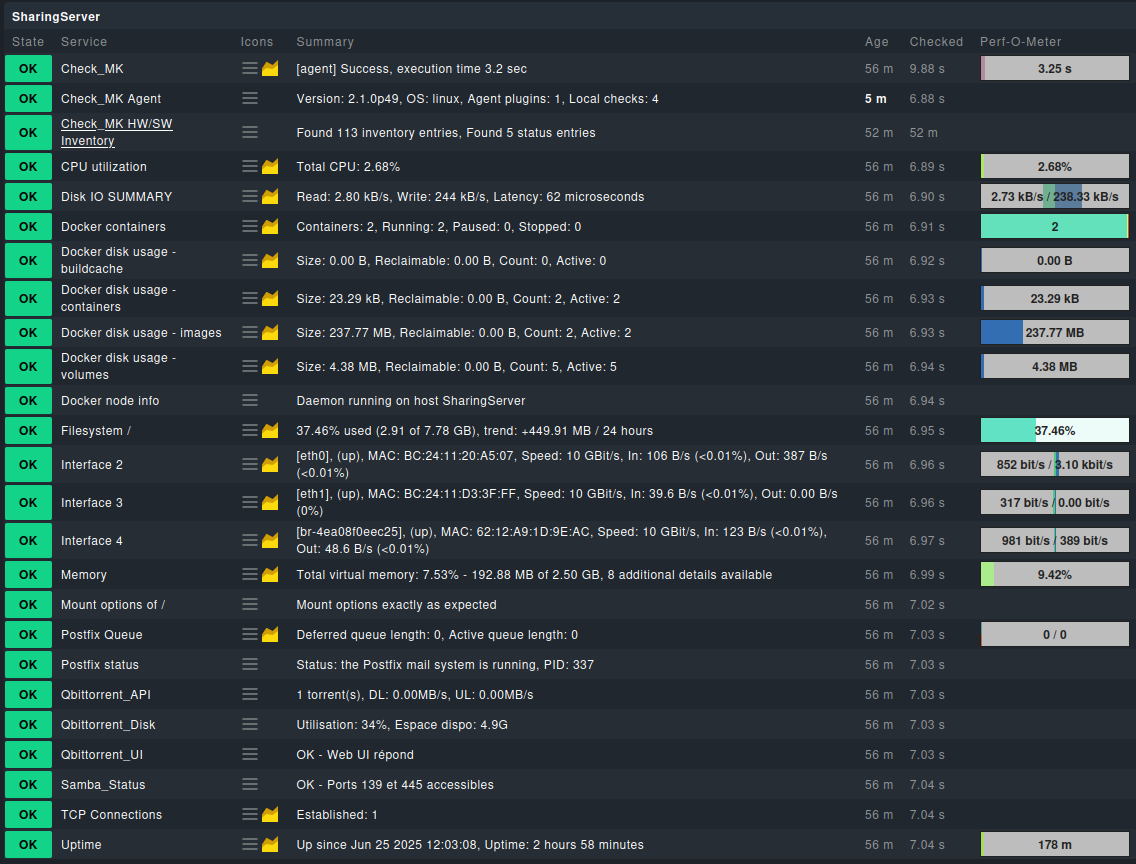 SharingServer
State Service Icons Summary Age Checked Perf-O-Meter
OK Check_MK [agent] Success, execution time 3.2 sec 56 m 9.88 s 3.25 s
OK Check_MK Agent Version: 2.1.0p49, OS: linux, Agent plugins: 1, Local checks: 4 5 m 6.88 s
OK Check_MK HW/SW
Inventory Found 113 inventory entries, Found 5 status entries 52 m 52 m
OK CPU utilization Total CPU: 2.68% 56 m 6.89 s 2.68%
OK Disk IO SUMMARY Read: 2.80 kB/s, Write: 244 kB/s, Latency: 62 microseconds 56 m 6.90 s 2.73 kB/s / 238.33 kB/s
OK Docker containers Containers: 2, Running: 2, Paused: 0, Stopped: 0 56 m 6.91 s 2
OK Docker disk usage -
buildcache Size: 0.00 B, Reclaimable: 0.00 B, Count: 0, Active: 0 56 m 6.92 s 0.00 B
OK Docker disk usage -
containers Size: 23.29 kB, Reclaimable: 0.00 B, Count: 2, Active: 2 56 m 6.93 s 23.29 kB
OK Docker disk usage - images Size: 237.77 MB, Reclaimable: 0.00 B, Count: 2, Active: 2 56 m 6.93 s 237.77 MB
OK Docker disk usage -
volumes Size: 4.38 MB, Reclaimable: 0.00 B, Count: 5, Active: 5 56 m 6.94 s 4.38 MB
OK Docker node info Daemon running on host SharingServer 56 m 6.94 s
OK Filesystem / 37.46% used (2.91 of 7.78 GB), trend: +449.91 MB / 24 hours 56 m 6.95 s 37.46%
OK Interface 2 [eth0], (up), MAC: BC:24:11:20:A5:07, Speed: 10 GBit/s, In: 106 B/s (<0.01%), Out: 387 B/s
(<0.01%) 56 m 6.96 s 852 bit/s / 3.10 kbit/s
OK Interface 3 [eth1], (up), MAC: BC:24:11:D3:3F:FF, Speed: 10 GBit/s, In: 39.6 B/s (<0.01%), Out: 0.00 B/s
(0%) 56 m 6.96 s 317 bit/s / 0.00 bit/s
OK Interface 4 [br-4ea08f0eec25], (up), MAC: 62:12:A9:1D:9E:AC, Speed: 10 GBit/s, In: 123 B/s (<0.01%),
Out: 48.6 B/s (<0.01%) 56 m 6.97 s 981 bit/s / 389 bit/s
OK Memory Total virtual memory: 7.53% - 192.88 MB of 2.50 GB, 8 additional details available 56 m 6.99 s 9.42%
OK Mount options of / Mount options exactly as expected 56 m 7.02 s
OK Postfix Queue Deferred queue length: 0, Active queue length: 0 56 m 7.03 s 0 / 0
OK Postfix status Status: the Postfix mail system is running, PID: 337 56 m 7.03 s
OK Qbittorrent_API 1 torrent(s), DL: 0.00MB/s, UL: 0.00MB/s 56 m 7.03 s
OK Qbittorrent_Disk Utilisation: 34%, Espace dispo: 4.9G 56 m 7.03 s
OK Qbittorrent_UI OK - Web UI répond 56 m 7.03 s
OK Samba_Status OK - Ports 139 et 445 accessibles 56 m 7.04 s
OK TCP Connections Established: 1 56 m 7.04 s
OK Uptime Up since Jun 25 2025 12:03:08, Uptime: 2 hours 58 minutes 56 m 7.04 s 178 m